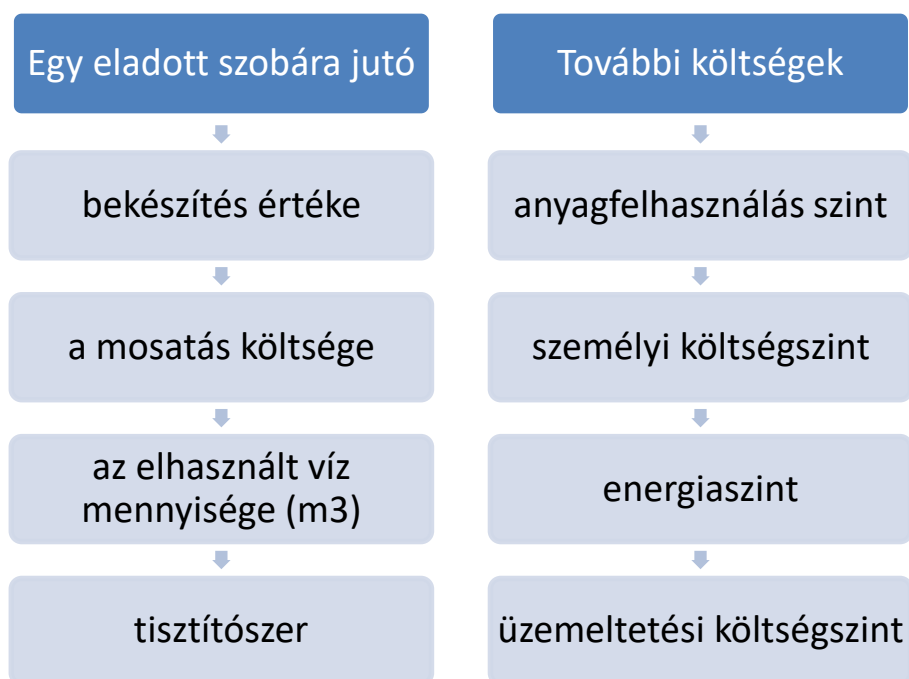 Egy eladott szobára jutó
bekészítés értéke
a mosatás költsége
az elhasznált víz
mennyisége (m3)
tisztítószer
További költségek
anyagfelhasználás szint
személyi költségszint
energiaszint
üzemeltetési költségszint